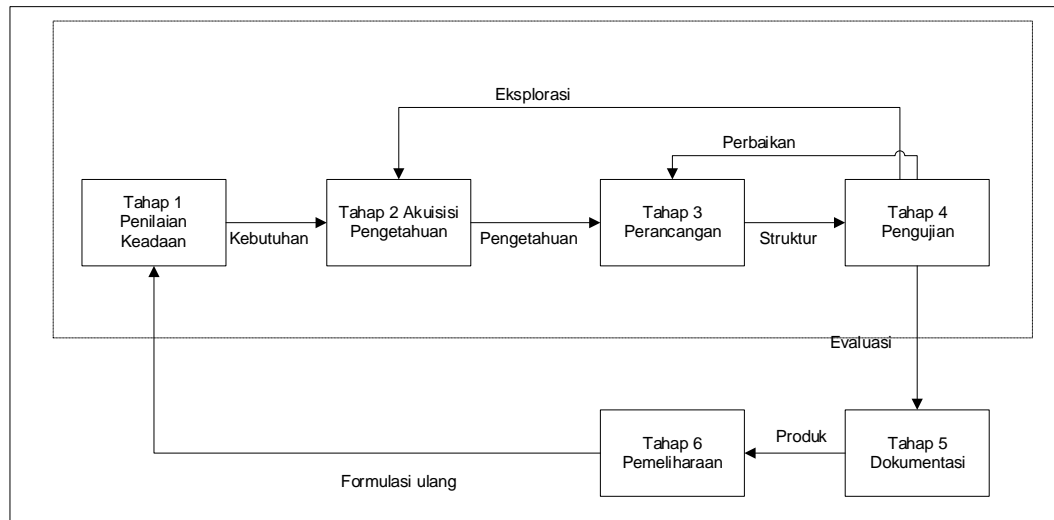 Eksplorasi
Perbaikan
Tahap 1
Penilaian
Keadaan
Kebutuhan
Tahap 2 Akuisisi
Pengetahuan
Pengetahuan
Tahap 3
Perancangan
Struktur
Tahap 4
Pengujian
Evaluasi
Tahap 5
Dokumentasi
Produk
Tahap 6
Pemeliharaan
Formulasi ulang